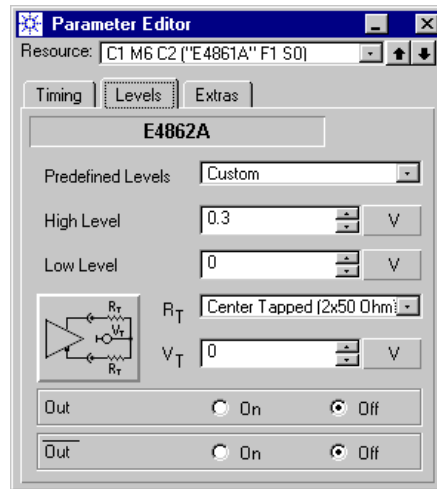 Parameter Editor
Resource: C1 M6 C2 ("E4861A" F1 S0)
Timing Levels Extras
E4862A
Predefined Levels Custom
High Level 0.3 V
Low Level 0 V
RT VT RT
RT Center Tapped (2x50 Ohm)
VT 0 V
Out On Off
Out On Off